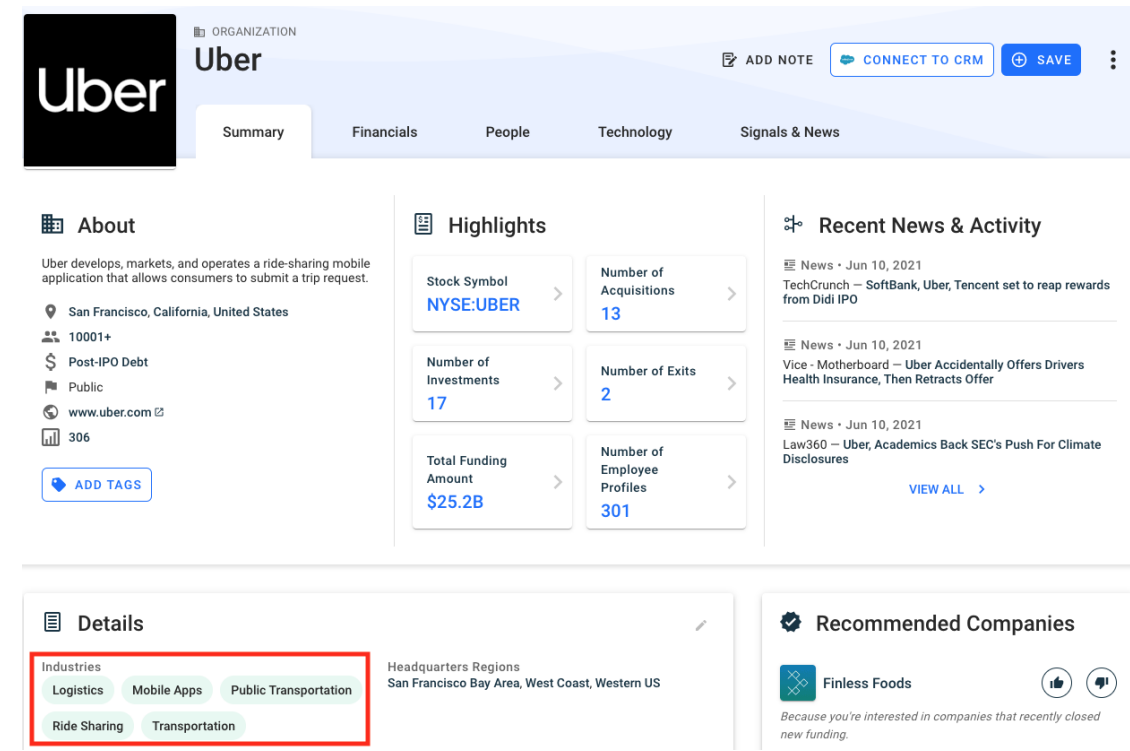 Uber
ORGANIZATION
Uber
ADD NOTE
CONNECT TO CRM
SAVE
Summary
Financials
People
Technology
Signals & News
About
Uber develops, markets, and operates a ride-sharing mobile
application that allows consumers to submit a trip request.
San Francisco, California, United States
10001+
Post-IPO Debt
Public
www.uber.com
306
ADD TAGS
Highlights
Stock Symbol
NYSE:UBER
Number of
Acquisitions
13
Number of
Investments
17
Number of Exits
2
Total Funding
Amount
$25.2B
Number of
Employee
Profiles
301
Recent News & Activity
News • Jun 10, 2021
TechCrunch — SoftBank, Uber, Tencent set to reap rewards
from Didi IPO
News • Jun 10, 2021
Vice - Motherboard — Uber Accidentally Offers Drivers
Health Insurance, Then Retracts Offer
News • Jun 10, 2021
Law360 — Uber, Academics Back SEC's Push For Climate
Disclosures
VIEW ALL
Details
Industries
Logistics
Mobile Apps
Public Transportation
Ride Sharing
Transportation
Headquarters Regions
San Francisco Bay Area, West Coast, Western US
Recommended Companies
Finless Foods
Because you're interested in companies that recently closed
new funding.